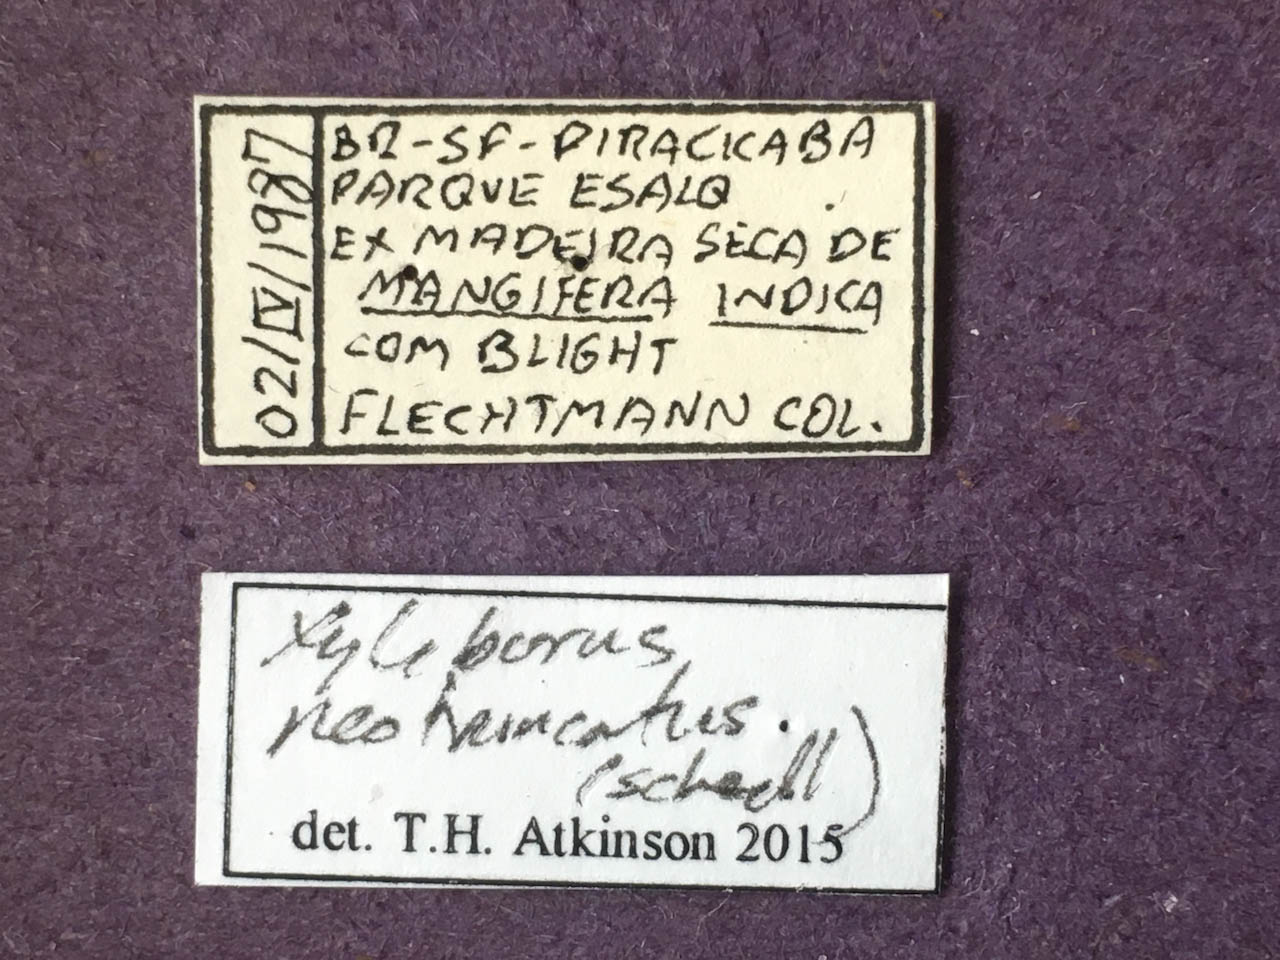 02/IV/1987
BR-SP-PIRACICABA
PARQUE ESALQ
EX MADEIRA SECA DE
MANGIFERA INDICA
COM BLIGHT
FLECHTMANN COL.
Xyleborus
neotruncatus.
(Schedl)
det. T.H. Atkinson 2015